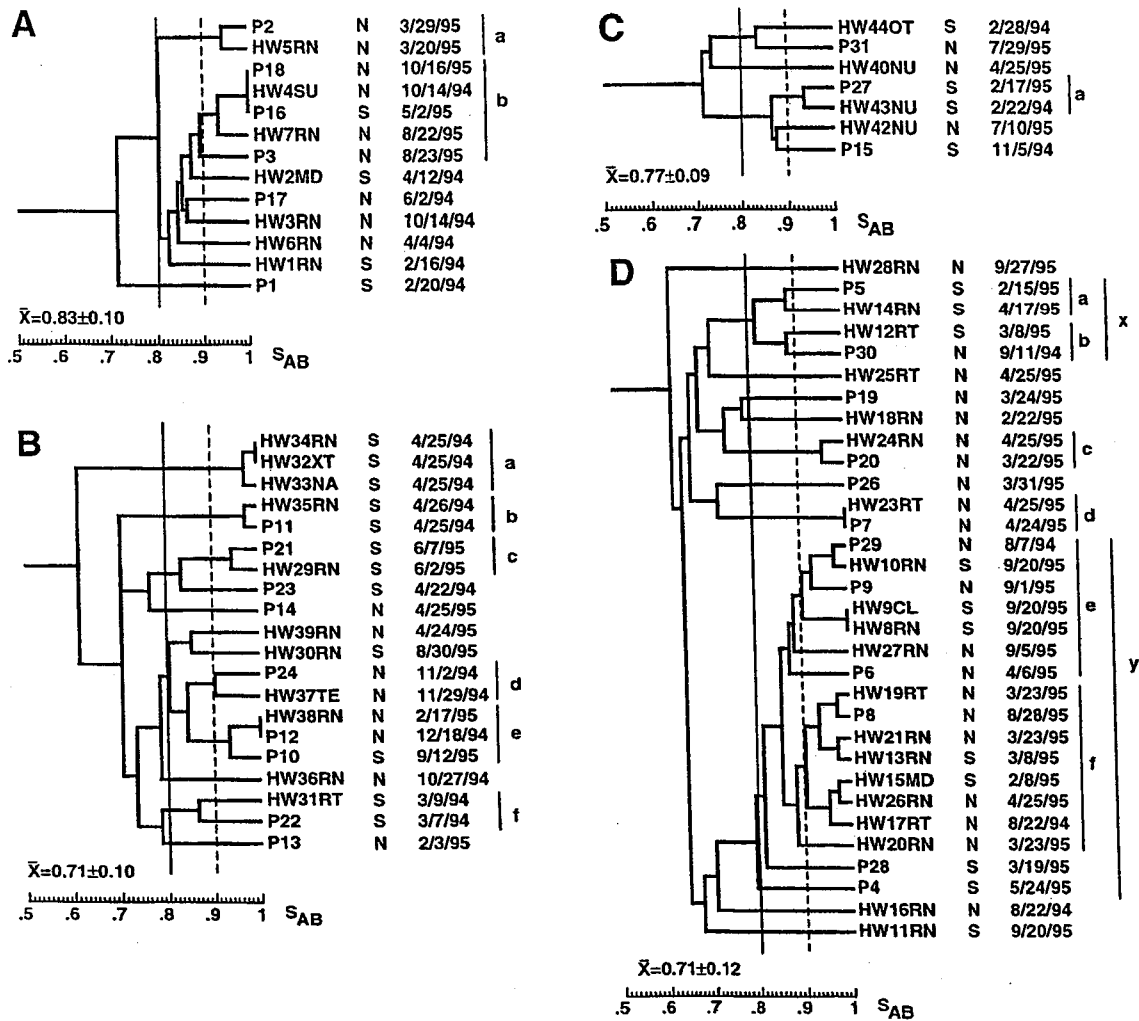 A
P2 N 3/29/95
HW5RN N 3/20/95
a
P18 N 10/16/95
HW4SU N 10/14/94
P16 S 5/2/95
HW7RN N 8/22/95
P3 N 8/23/95
b
HW2MD S 4/12/94
P17 N 6/2/94
HW3RN N 10/14/94
HW6RN N 4/4/94
HW1RN S 2/16/94
P1 S 2/20/94
X̄=0.83±0.10
.5 .6 .7 .8 .9 1 SAB
B
HW34RN S 4/25/94
HW32XT S 4/25/94
HW33NA S 4/25/94
a
HW35RN S 4/26/94
P11 S 4/25/94
b
P21 S 6/7/95
HW29RN S 6/2/95
c
P23 S 4/22/94
P14 N 4/25/95
HW39RN N 4/24/95
HW30RN S 8/30/95
P24 N 11/2/94
HW37TE N 11/29/94
d
HW38RN N 2/17/95
P12 N 12/18/94
P10 S 9/12/95
e
HW36RN N 10/27/94
HW31RT S 3/9/94
P22 S 3/7/94
f
P13 N 2/3/95
X̄=0.71±0.10
.5 .6 .7 .8 .9 1 SAB
C
HW44OT S 2/28/94
P31 N 7/29/95
HW40NU N 4/25/95
P27 S 2/17/95
HW43NU S 2/22/94
a
HW42NU N 7/10/95
P15 S 11/5/94
X̄=0.77±0.09
.5 .6 .7 .8 .9 1 SAB
D
HW28RN N 9/27/95
P5 S 2/15/95
HW14RN S 4/17/95
a
HW12RT S 3/8/95
P30 N 9/11/94
b
x
HW25RT N 4/25/95
P19 N 3/24/95
HW18RN N 2/22/95
HW24RN N 4/25/95
P20 N 3/22/95
c
P26 N 3/31/95
HW23RT N 4/25/95
P7 N 4/24/95
d
P29 N 8/7/94
HW10RN S 9/20/95
P9 N 9/1/95
HW9CL S 9/20/95
HW8RN S 9/20/95
HW27RN N 9/5/95
P6 N 4/6/95
e
HW19RT N 3/23/95
P8 N 8/28/95
HW21RN N 3/23/95
HW13RN S 3/8/95
HW15MD S 2/8/95
HW26RN N 4/25/95
HW17RT N 8/22/94
HW20RN N 3/23/95
f
P28 S 3/19/95
P4 S 5/24/95
y
HW16RN N 8/22/94
HW11RN S 9/20/95
X̄=0.71±0.12
.5 .6 .7 .8 .9 1 SAB